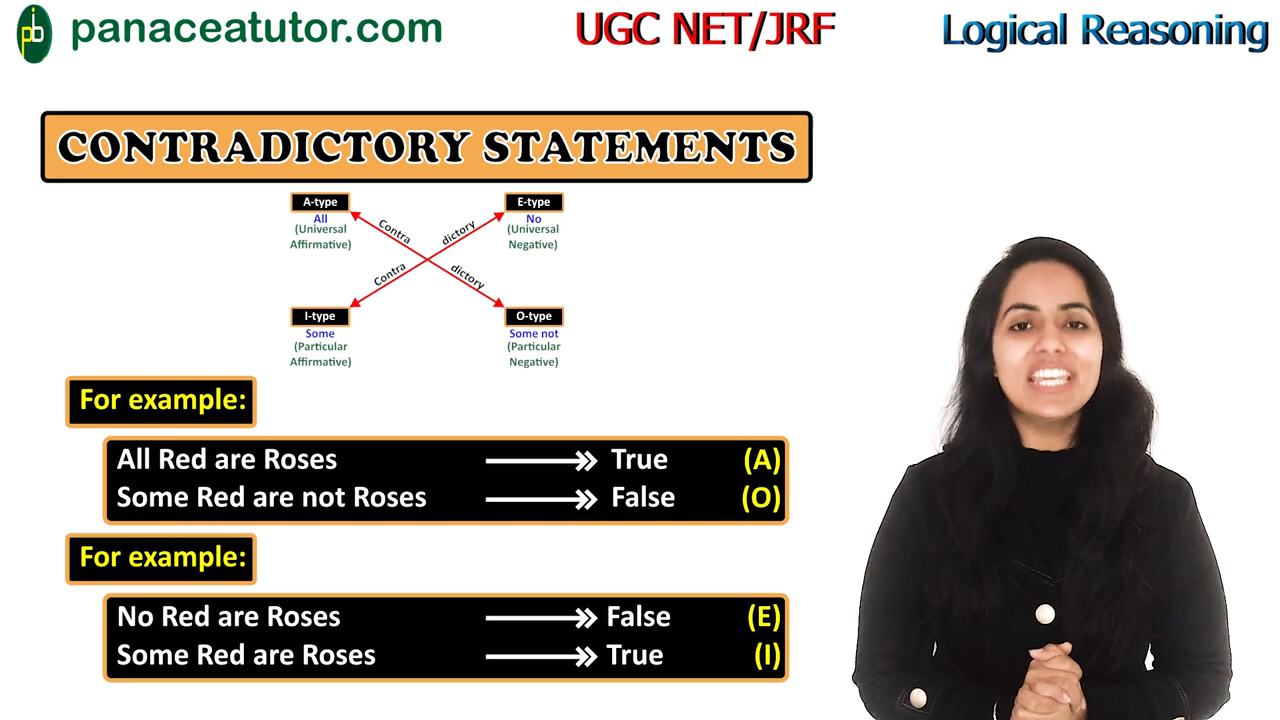 pb panaceatutor.com UGC NET/JRF Logical Reasoning
CONTRADICTORY STATEMENTS
A-type E-type
All No
(Universal (Universal
Affirmative) Negative)
Contra dictory
Contra dictory
I-type O-type
Some Some not
(Particular (Particular
Affirmative) Negative)
For example:
All Red are Roses True (A)
Some Red are not Roses False (O)
For example:
No Red are Roses False (E)
Some Red are Roses True (I)